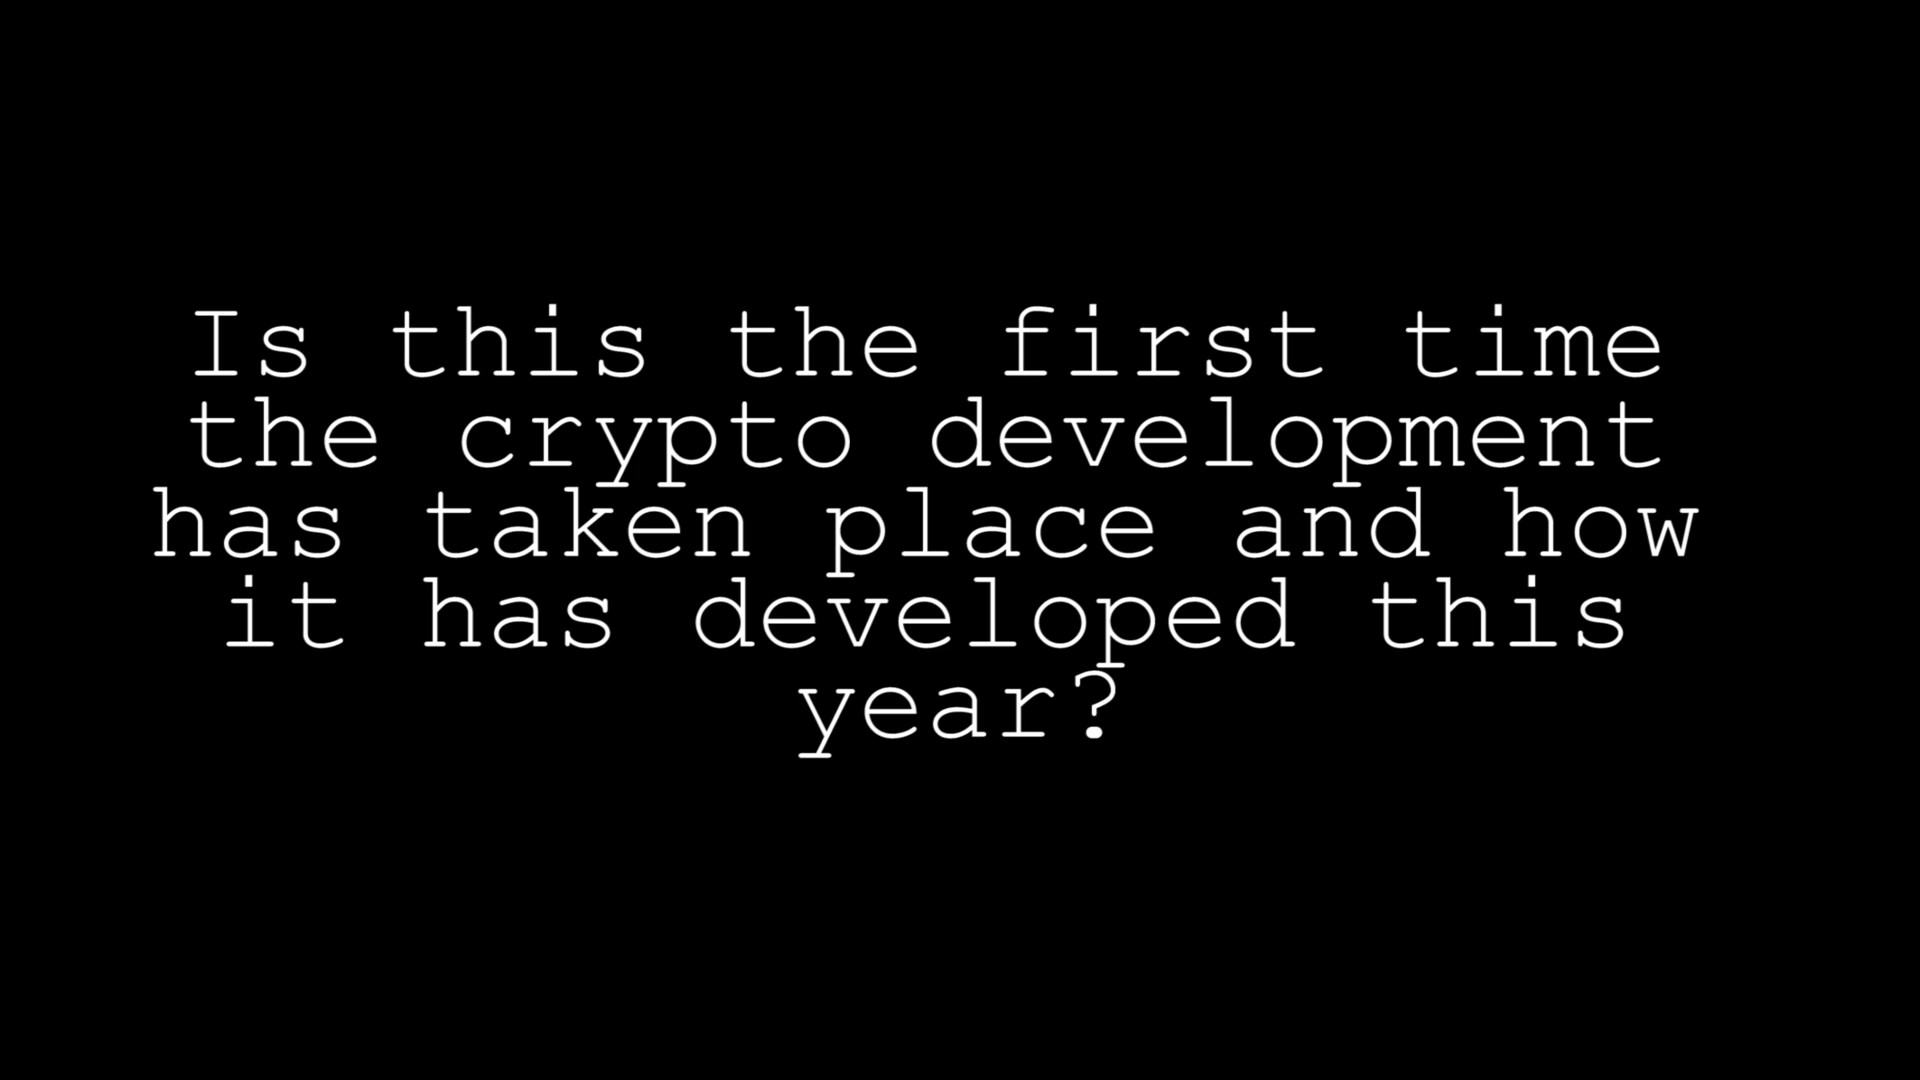 Is this the first time
the crypto development
has taken place and how
it has developed this
year?